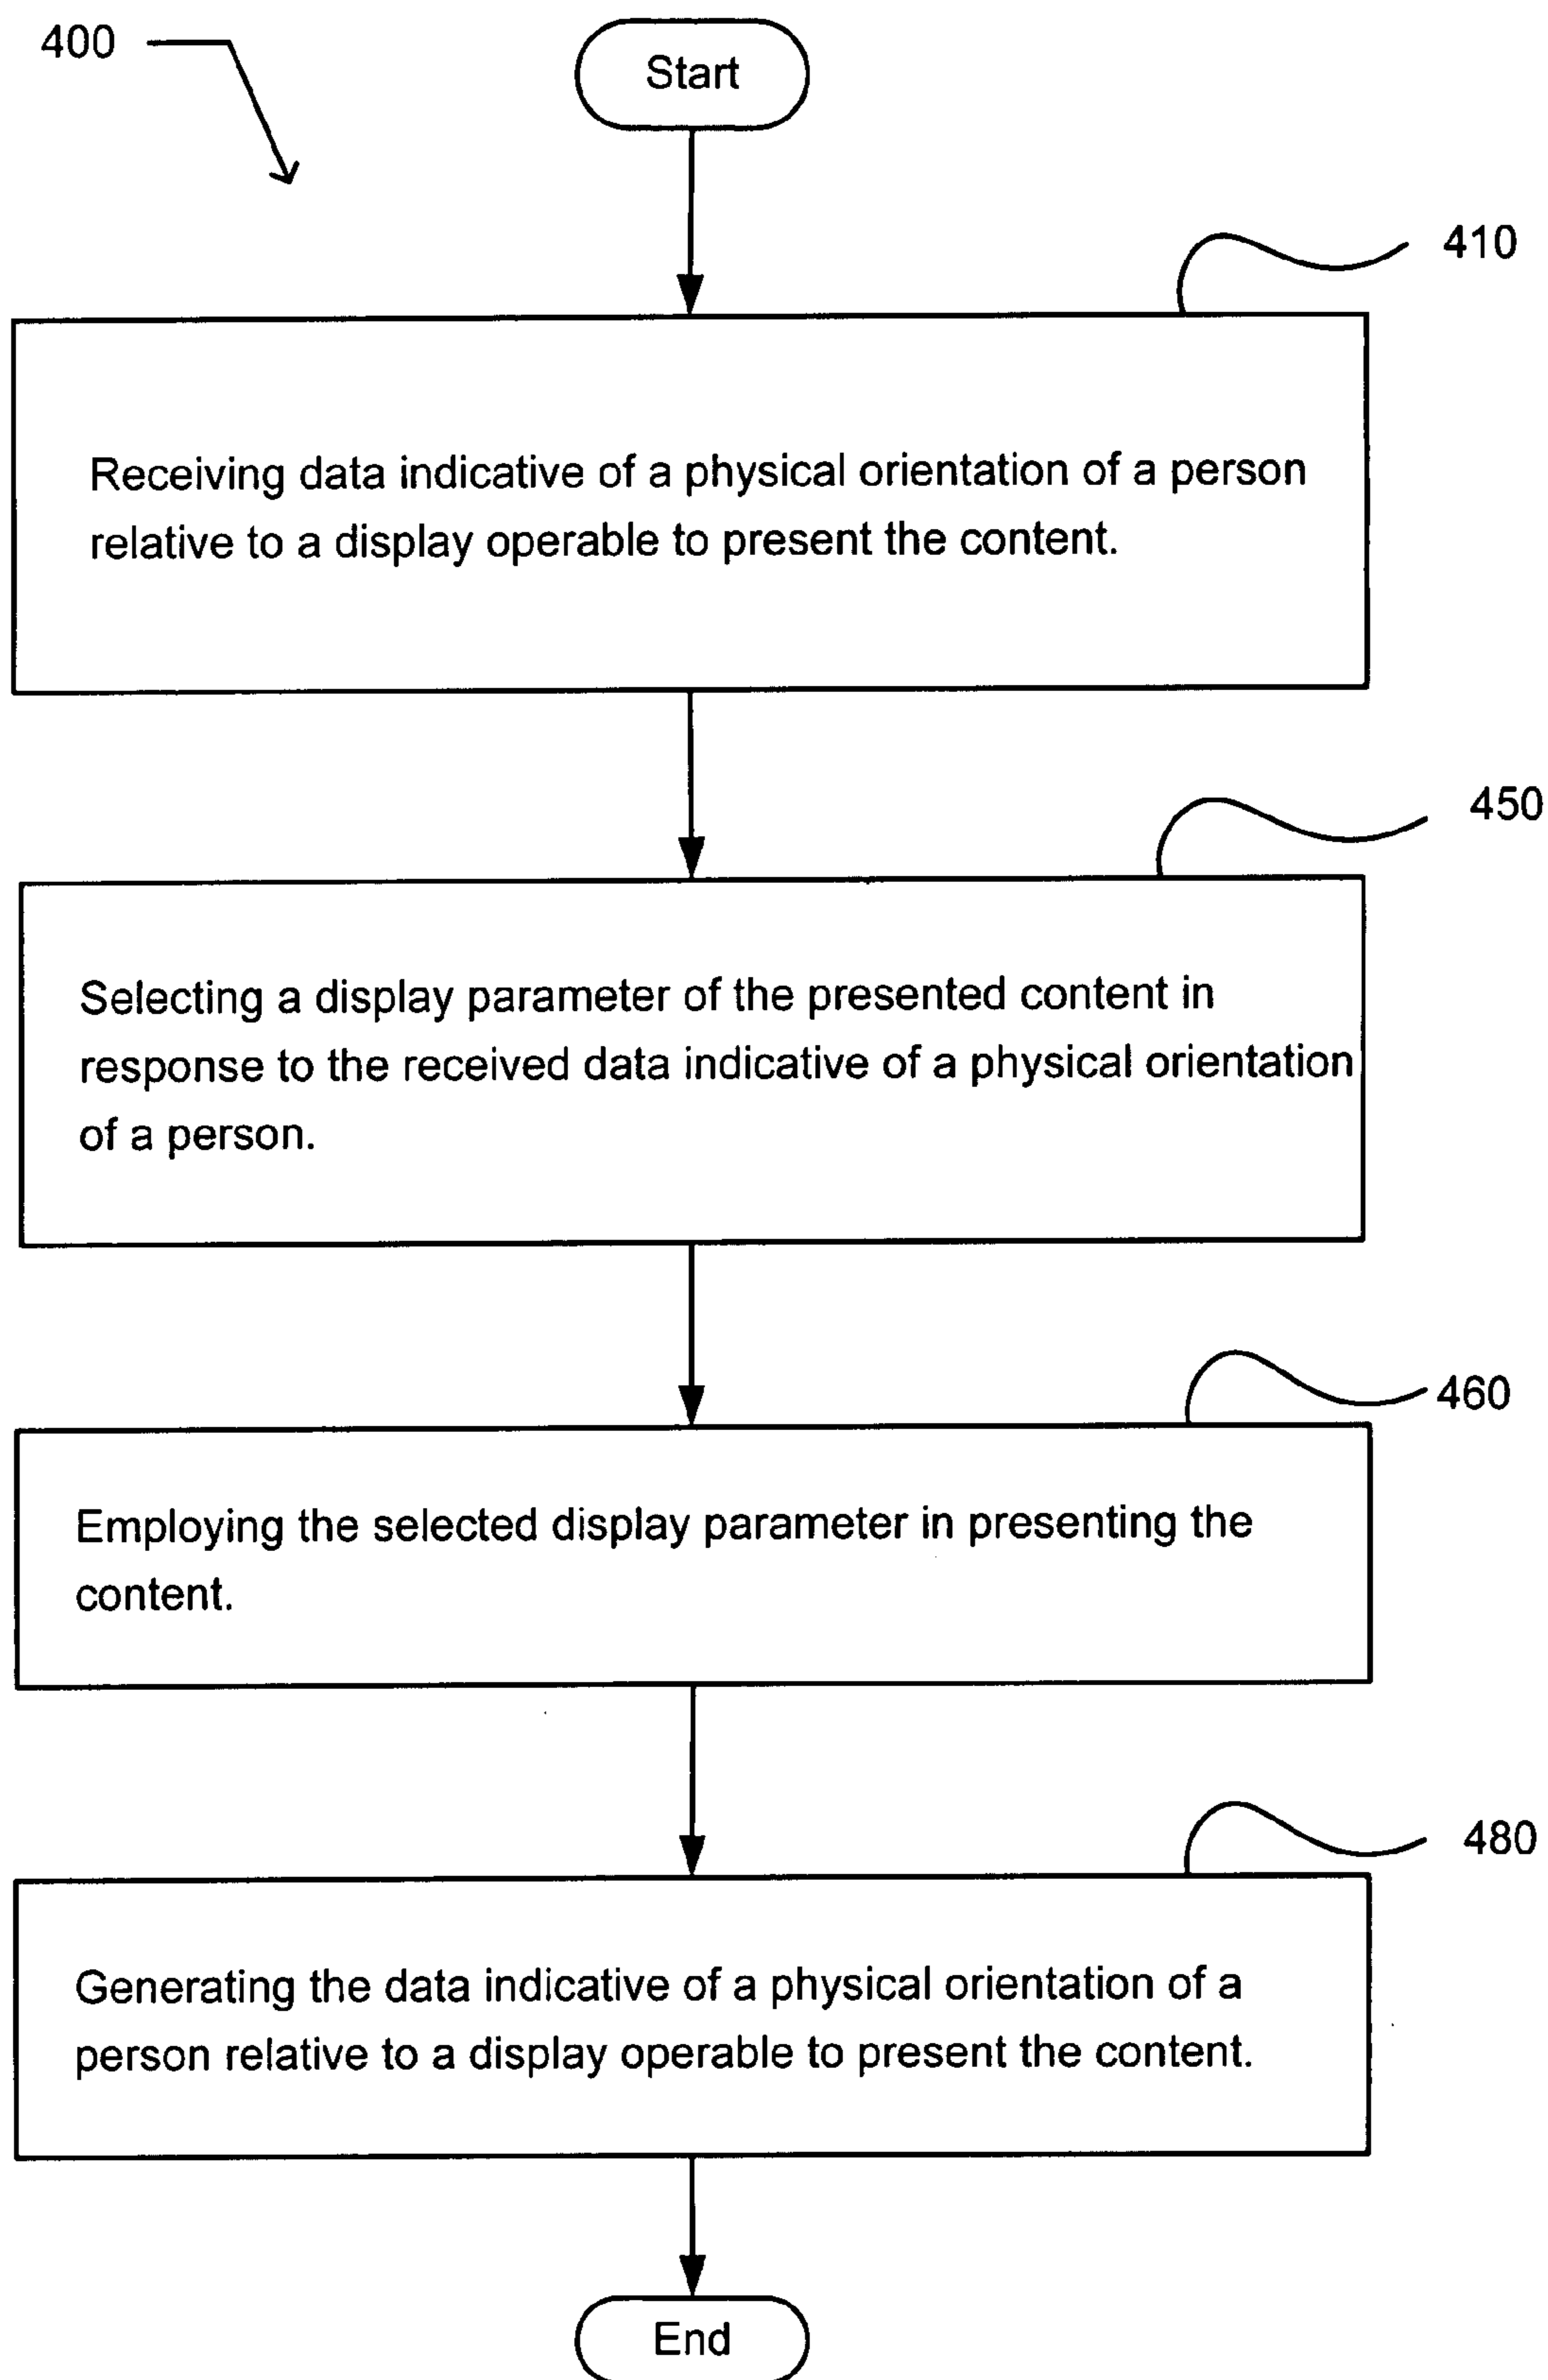 400
Start
410
Receiving data indicative of a physical orientation of a person
relative to a display operable to present the content.
450
Selecting a display parameter of the presented content in
response to the received data indicative of a physical orientation
of a person.
460
Employing the selected display parameter in presenting the
content.
480
Generating the data indicative of a physical orientation of a
person relative to a display operable to present the content.
End